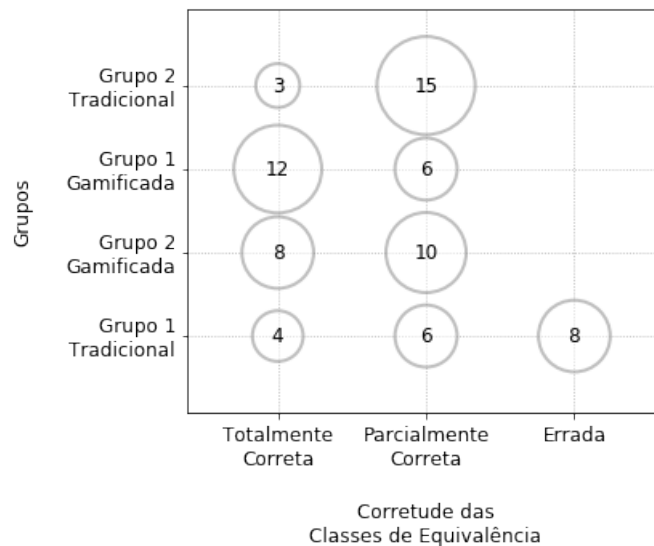 Grupos
Grupo 2
Tradicional
3
15
Grupo 1
Gamificada
12
6
Grupo 2
Gamificada
8
10
Grupo 1
Tradicional
4
6
8
Totalmente
Correta
Parcialmente
Correta
Errada
Corretude das
Classes de Equivalência